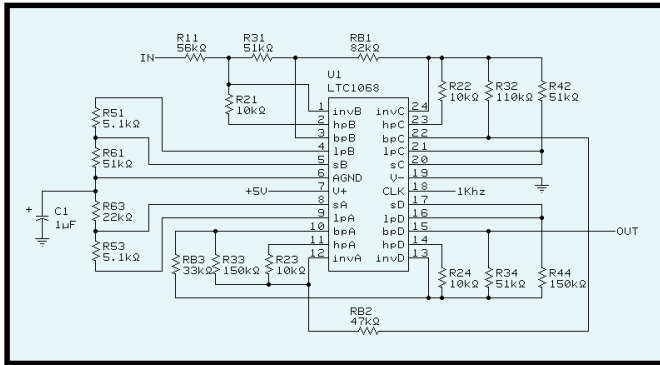 R11
56kΩ
R31
51kΩ
RB1
82kΩ
IN
U1
LTC1068
R21
10kΩ
R22
10kΩ
R32
110kΩ
R42
51kΩ
R51
5.1kΩ
R61
51kΩ
C1
1µF
+
R63
22kΩ
R53
5.1kΩ
1 invB
2 hpB
3 bpB
4 lpB
5 sB
6 AGND
7 V+
8 sA
9 lpA
10 bpA
11 hpA
12 invA
invC 24
hpC 23
bpC 22
lpC 21
sC 20
V- 19
CLK 18
sD 17
lpD 16
bpD 15
hpD 14
invD 13
+5V
1Khz
OUT
RB3
33kΩ
R33
150kΩ
R23
10kΩ
R24
10kΩ
R34
51kΩ
R44
150kΩ
RB2
47kΩ